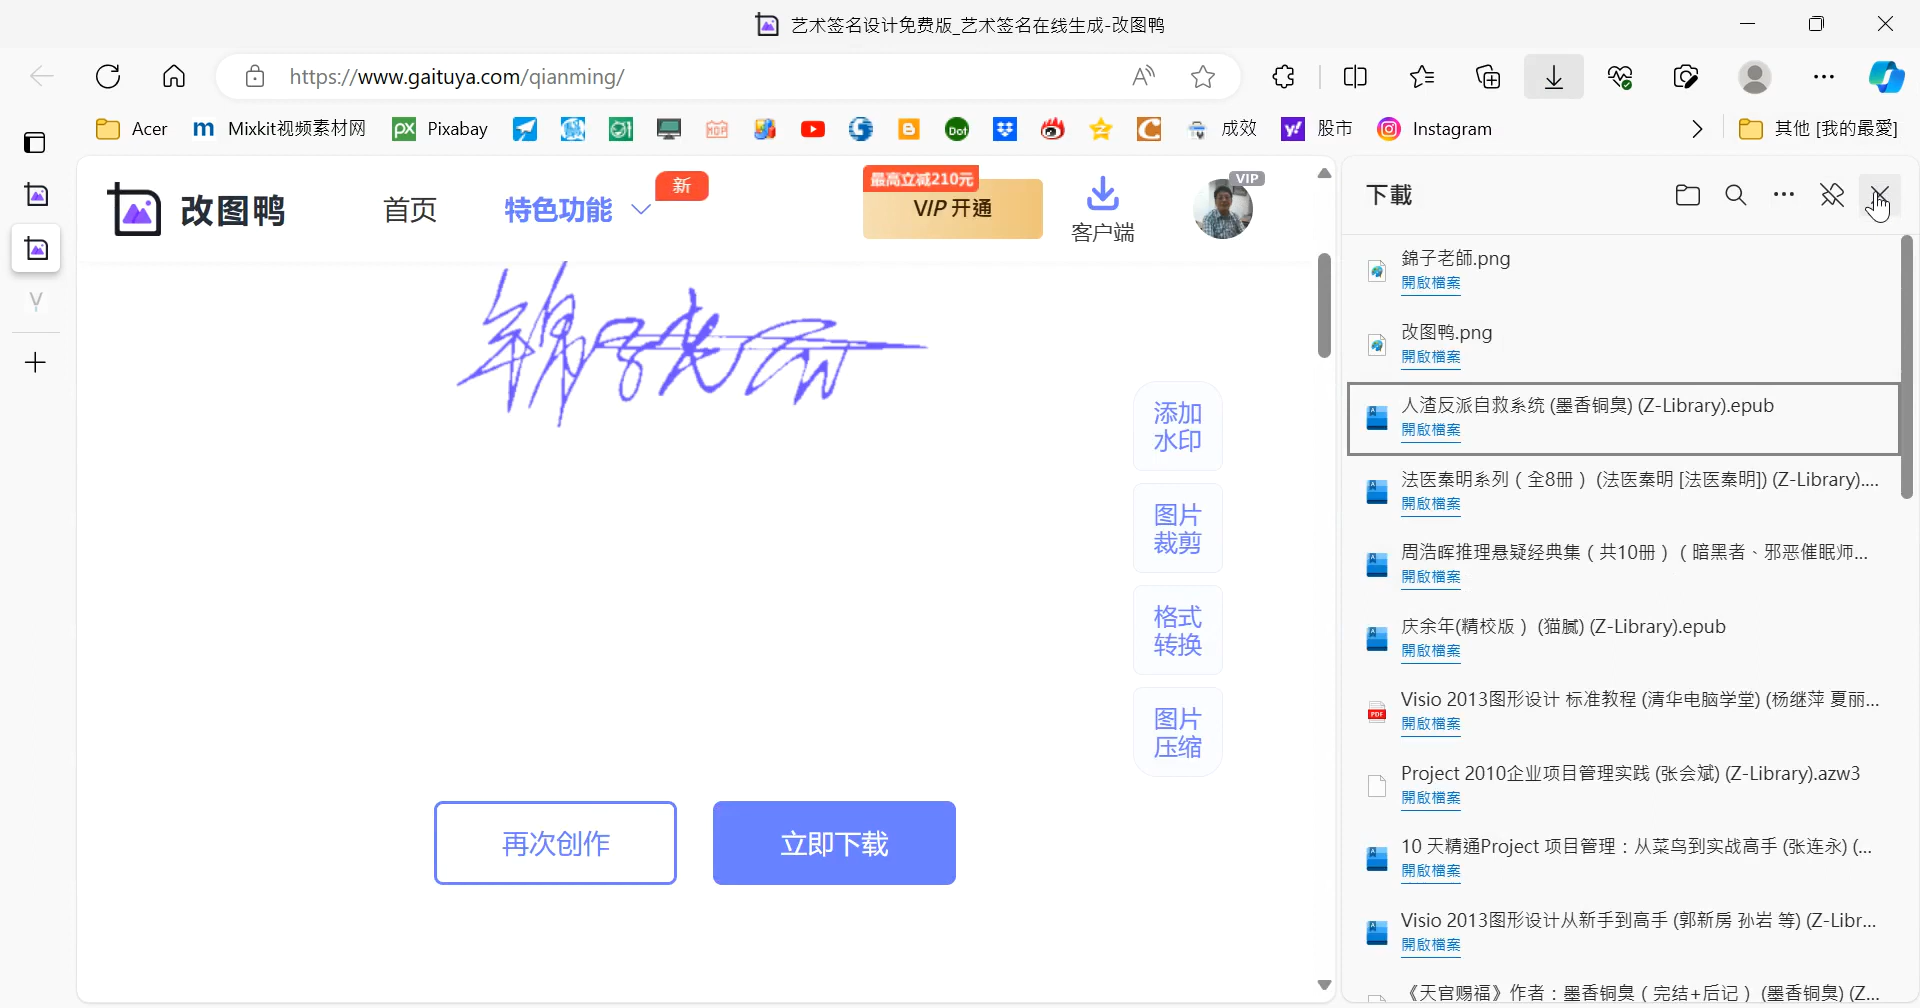 艺术签名设计免费版_艺术签名在线生成-改图鸭
https://www.gaituya.com/qianming/
Acer
Mixkit视频素材网
Pixabay
成效
股市
Instagram
其他 [我的最愛]
改图鸭
首页
特色功能
新
最高立减210元
VIP 开通
客户端
VIP
錦子老师
添加
水印
图片
裁剪
格式
转换
图片
压缩
再次创作
立即下载
下載
錦子老師.png
開啟檔案
改图鸭.png
開啟檔案
人渣反派自救系统 (墨香铜臭) (Z-Library).epub
開啟檔案
法医秦明系列（全8册） (法医秦明 [法医秦明]) (Z-Library)....
開啟檔案
周浩晖推理悬疑经典集（共10册）（暗黑者、邪恶催眠师...
開啟檔案
庆余年(精校版） (猫腻) (Z-Library).epub
開啟檔案
Visio 2013图形设计 标准教程 (清华电脑学堂) (杨继萍 夏丽...
開啟檔案
Project 2010企业项目管理实践 (张会斌) (Z-Library).azw3
開啟檔案
10 天精通Project 项目管理：从菜鸟到实战高手 (张连永) (...
開啟檔案
Visio 2013图形设计从新手到高手 (郭新房 孙岩 等) (Z-Libr...
開啟檔案
《天官赐福》作者：墨香铜臭（完结+后记） (墨香铜臭) (Z...